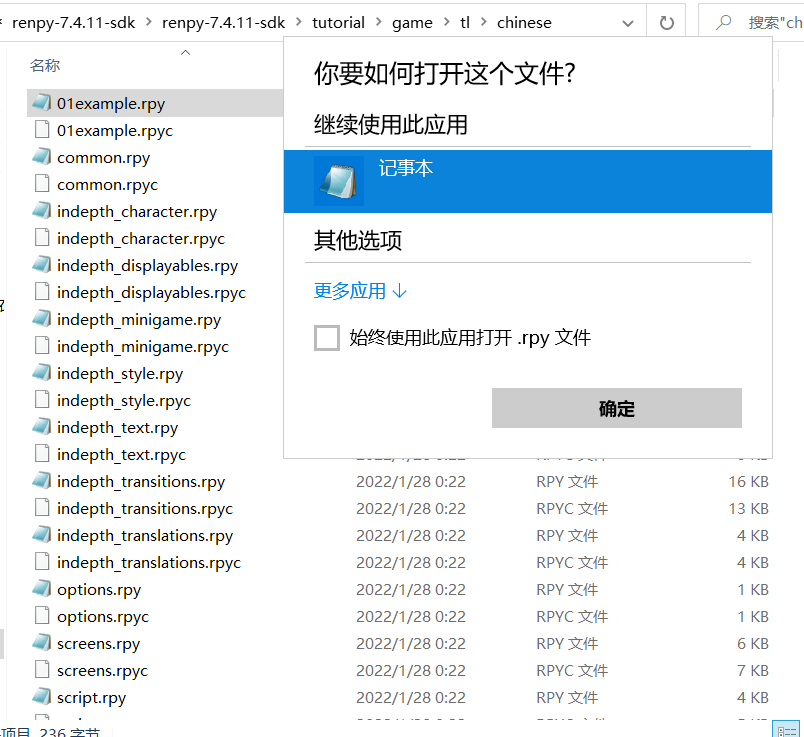 renpy-7.4.11-sdk > renpy-7.4.11-sdk > tutorial > game > tl > chinese
搜索"ch
名称
01example.rpy
01example.rpyc
common.rpy
common.rpyc
indepth_character.rpy
indepth_character.rpyc
indepth_displayables.rpy
indepth_displayables.rpyc
indepth_minigame.rpy
indepth_minigame.rpyc
indepth_style.rpy
indepth_style.rpyc
indepth_text.rpy
indepth_text.rpyc
indepth_transitions.rpy 2022/1/28 0:22 RPY 文件 16 KB
indepth_transitions.rpyc 2022/1/28 0:22 RPYC 文件 13 KB
indepth_translations.rpy 2022/1/28 0:22 RPY 文件 4 KB
indepth_translations.rpyc 2022/1/28 0:22 RPYC 文件 4 KB
options.rpy 2022/1/28 0:22 RPY 文件 1 KB
options.rpyc 2022/1/28 0:22 RPYC 文件 1 KB
screens.rpy 2022/1/28 0:22 RPY 文件 6 KB
screens.rpyc 2022/1/28 0:22 RPYC 文件 7 KB
script.rpy 2022/1/28 0:22 RPY 文件 4 KB
项目 236 字节
你要如何打开这个文件?
继续使用此应用
记事本
其他选项
更多应用 ↓
始终使用此应用打开 .rpy 文件
确定